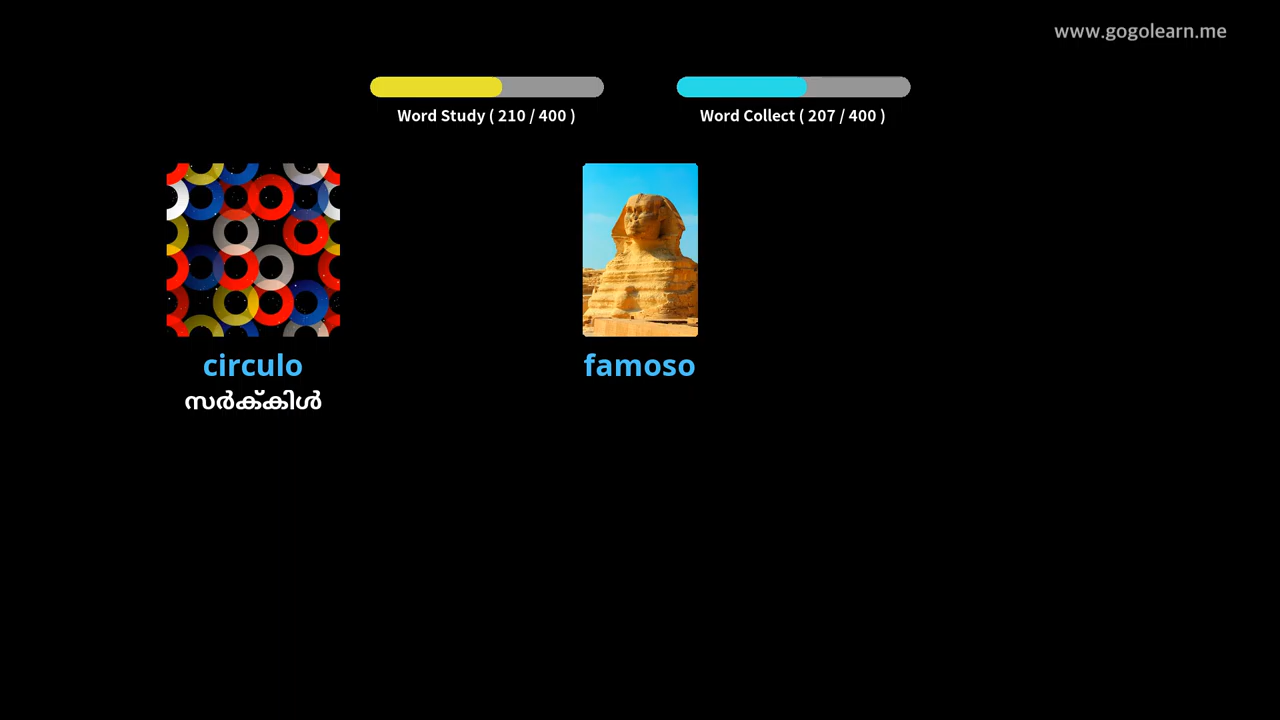 www.gogolearn.me
Word Study ( 210 / 400 )
Word Collect ( 207 / 400 )
circulo
സർക്കിൾ
famoso